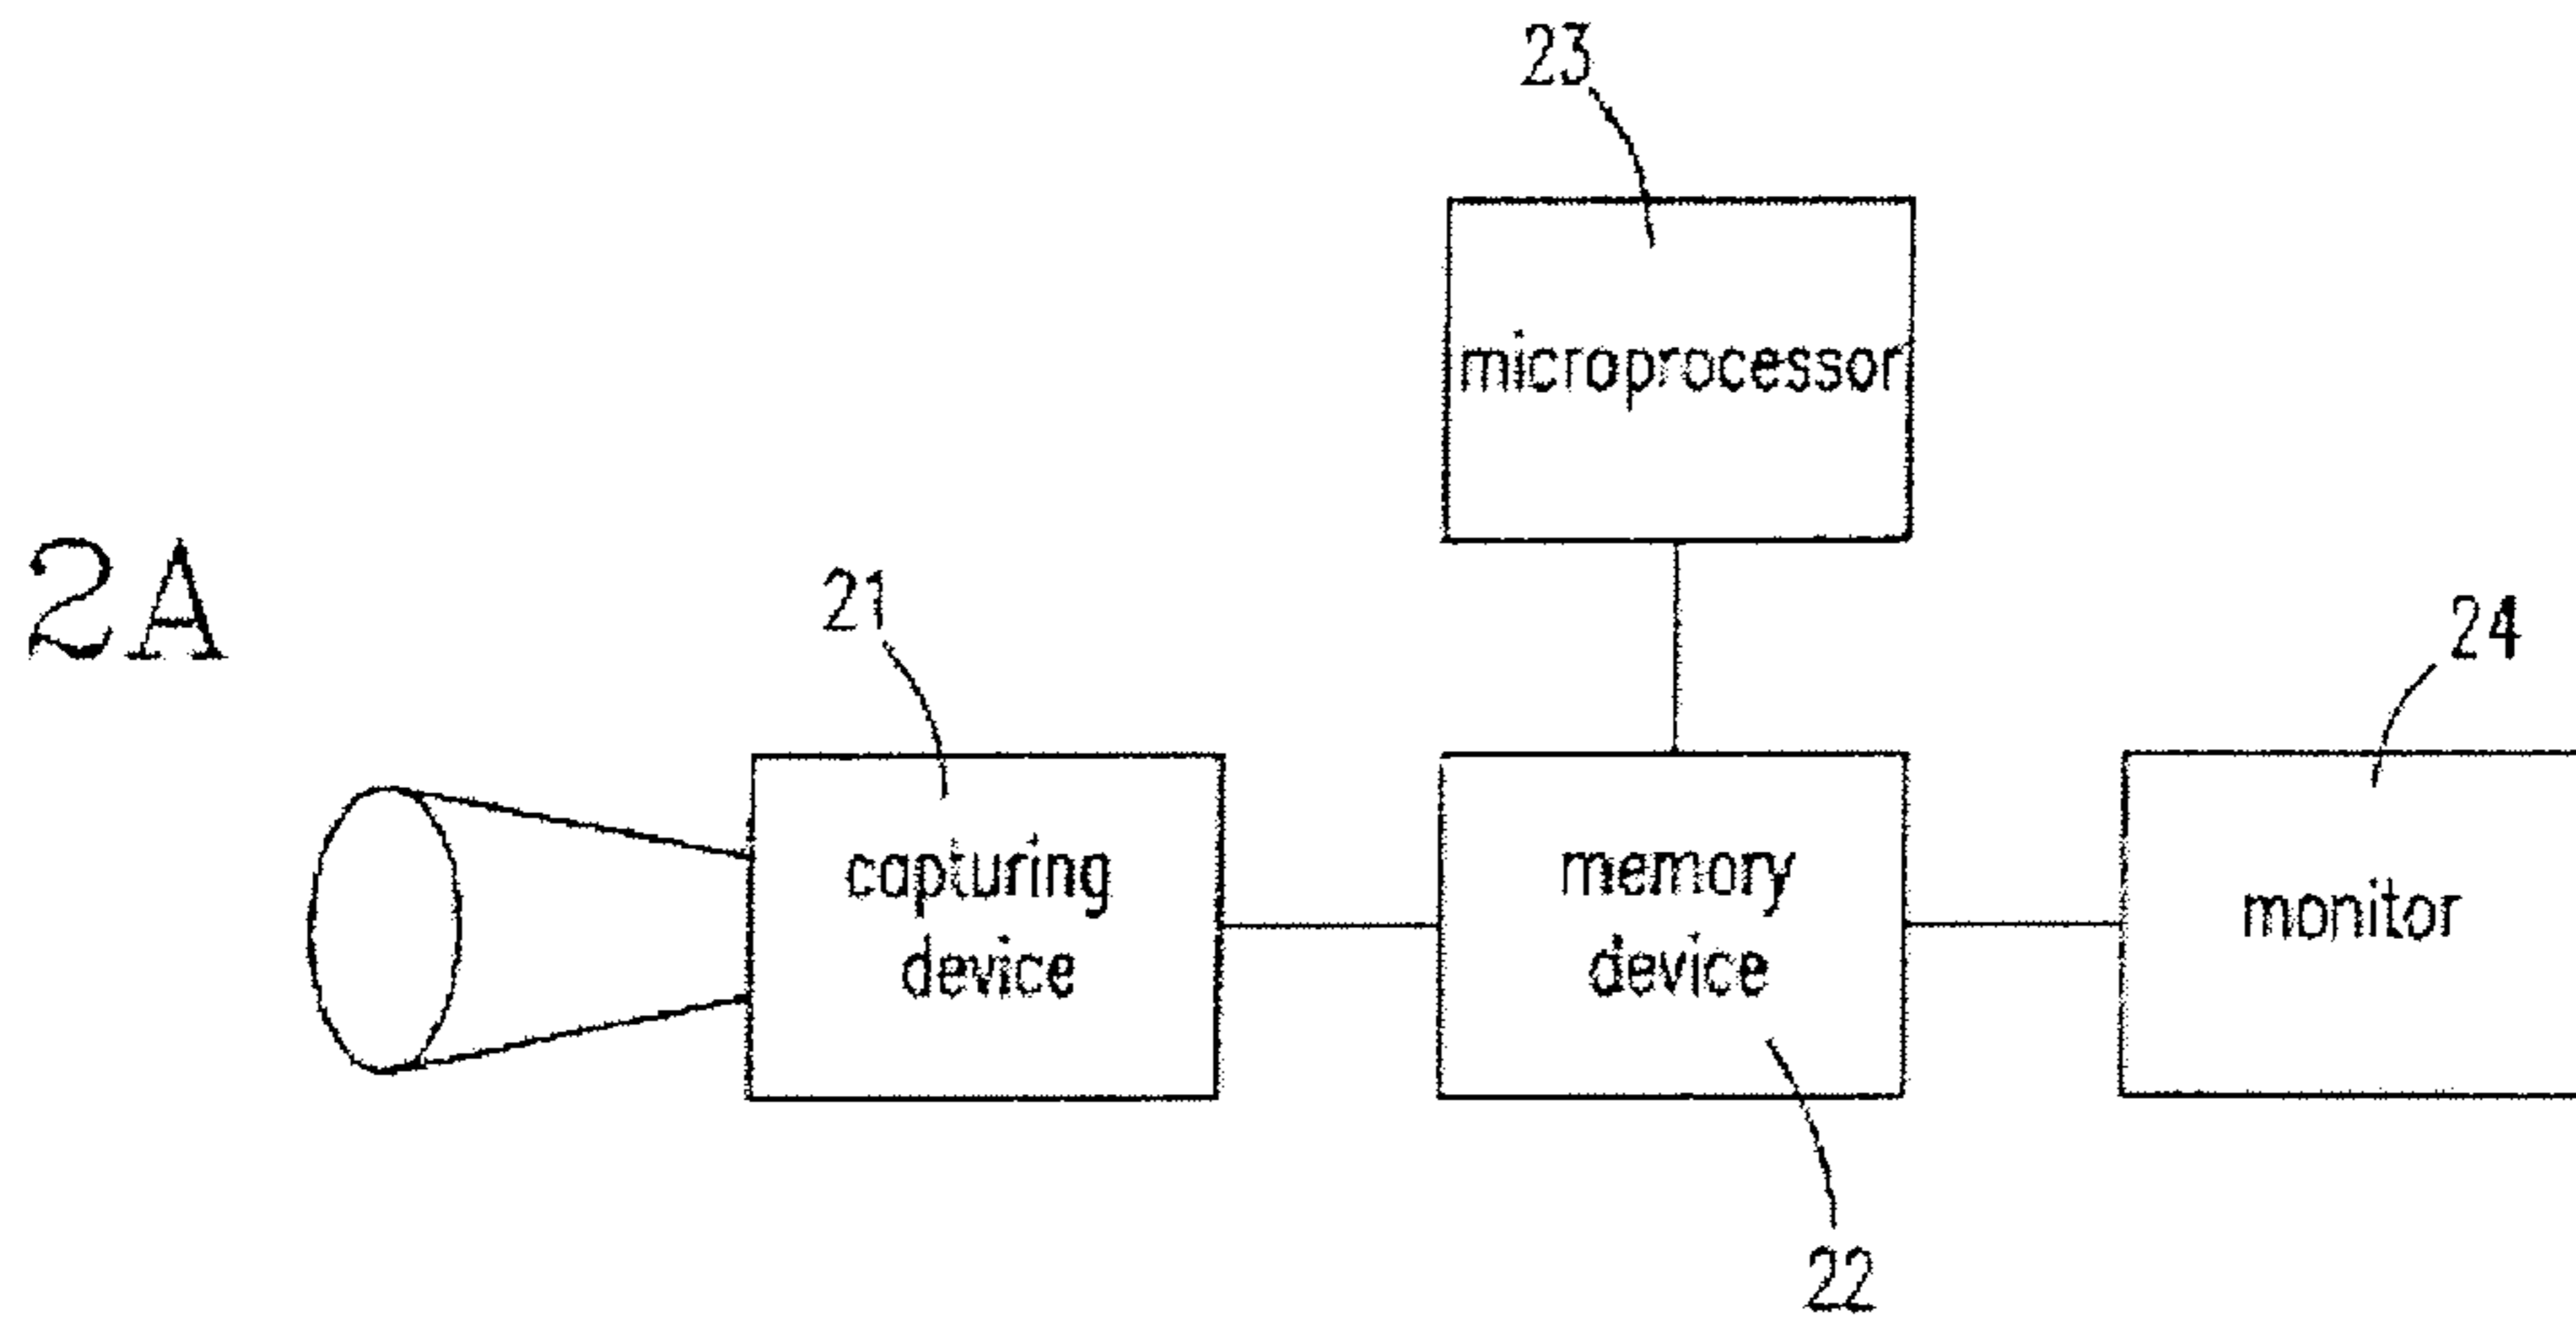 23
microprocessor
2A
21
24
capturing
device
memory
device
monitor
22